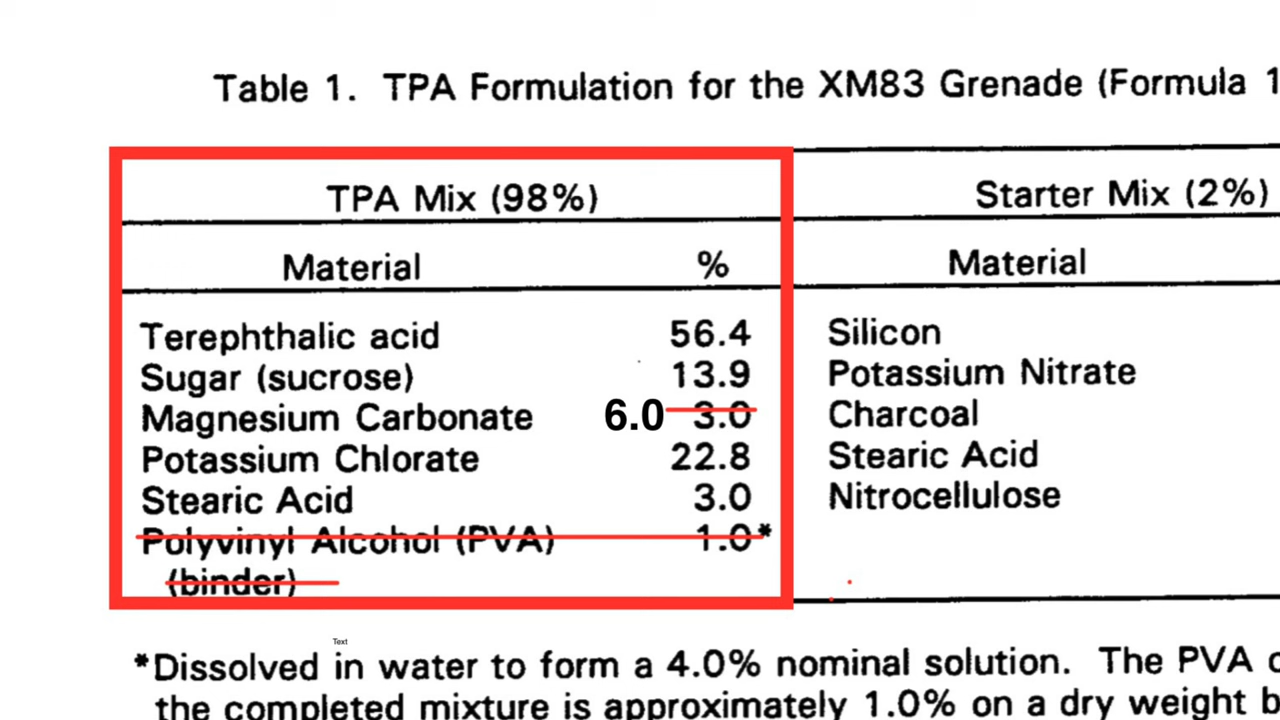 Table 1. TPA Formulation for the XM83 Grenade (Formula 1
TPA Mix (98%)
Starter Mix (2%)
Material %
Material
Terephthalic acid 56.4
Sugar (sucrose) 13.9
Magnesium Carbonate 6.0 3.0
Potassium Chlorate 22.8
Stearic Acid 3.0
Polyvinyl Alcohol (PVA) 1.0*
(binder)
Silicon
Potassium Nitrate
Charcoal
Stearic Acid
Nitrocellulose
Text
*Dissolved in water to form a 4.0% nominal solution. The PVA
the completed mixture is approximately 1.0% on a dry weight